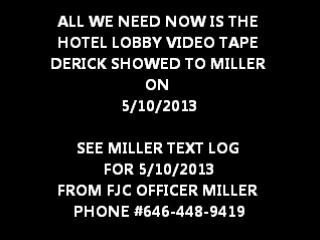 ALL WE NEED NOW IS THE
HOTEL LOBBY VIDEO TAPE
DERICK SHOWED TO MILLER
ON
5/10/2013
SEE MILLER TEXT LOG
FOR 5/10/2013
FROM FJC OFFICER MILLER
PHONE #646-448-9419